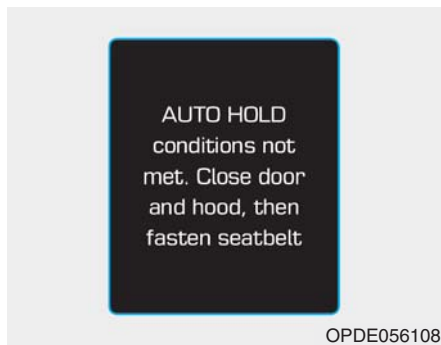 AUTO HOLD
conditions not
met. Close door
and hood, then
fasten seatbelt
OPDE056108